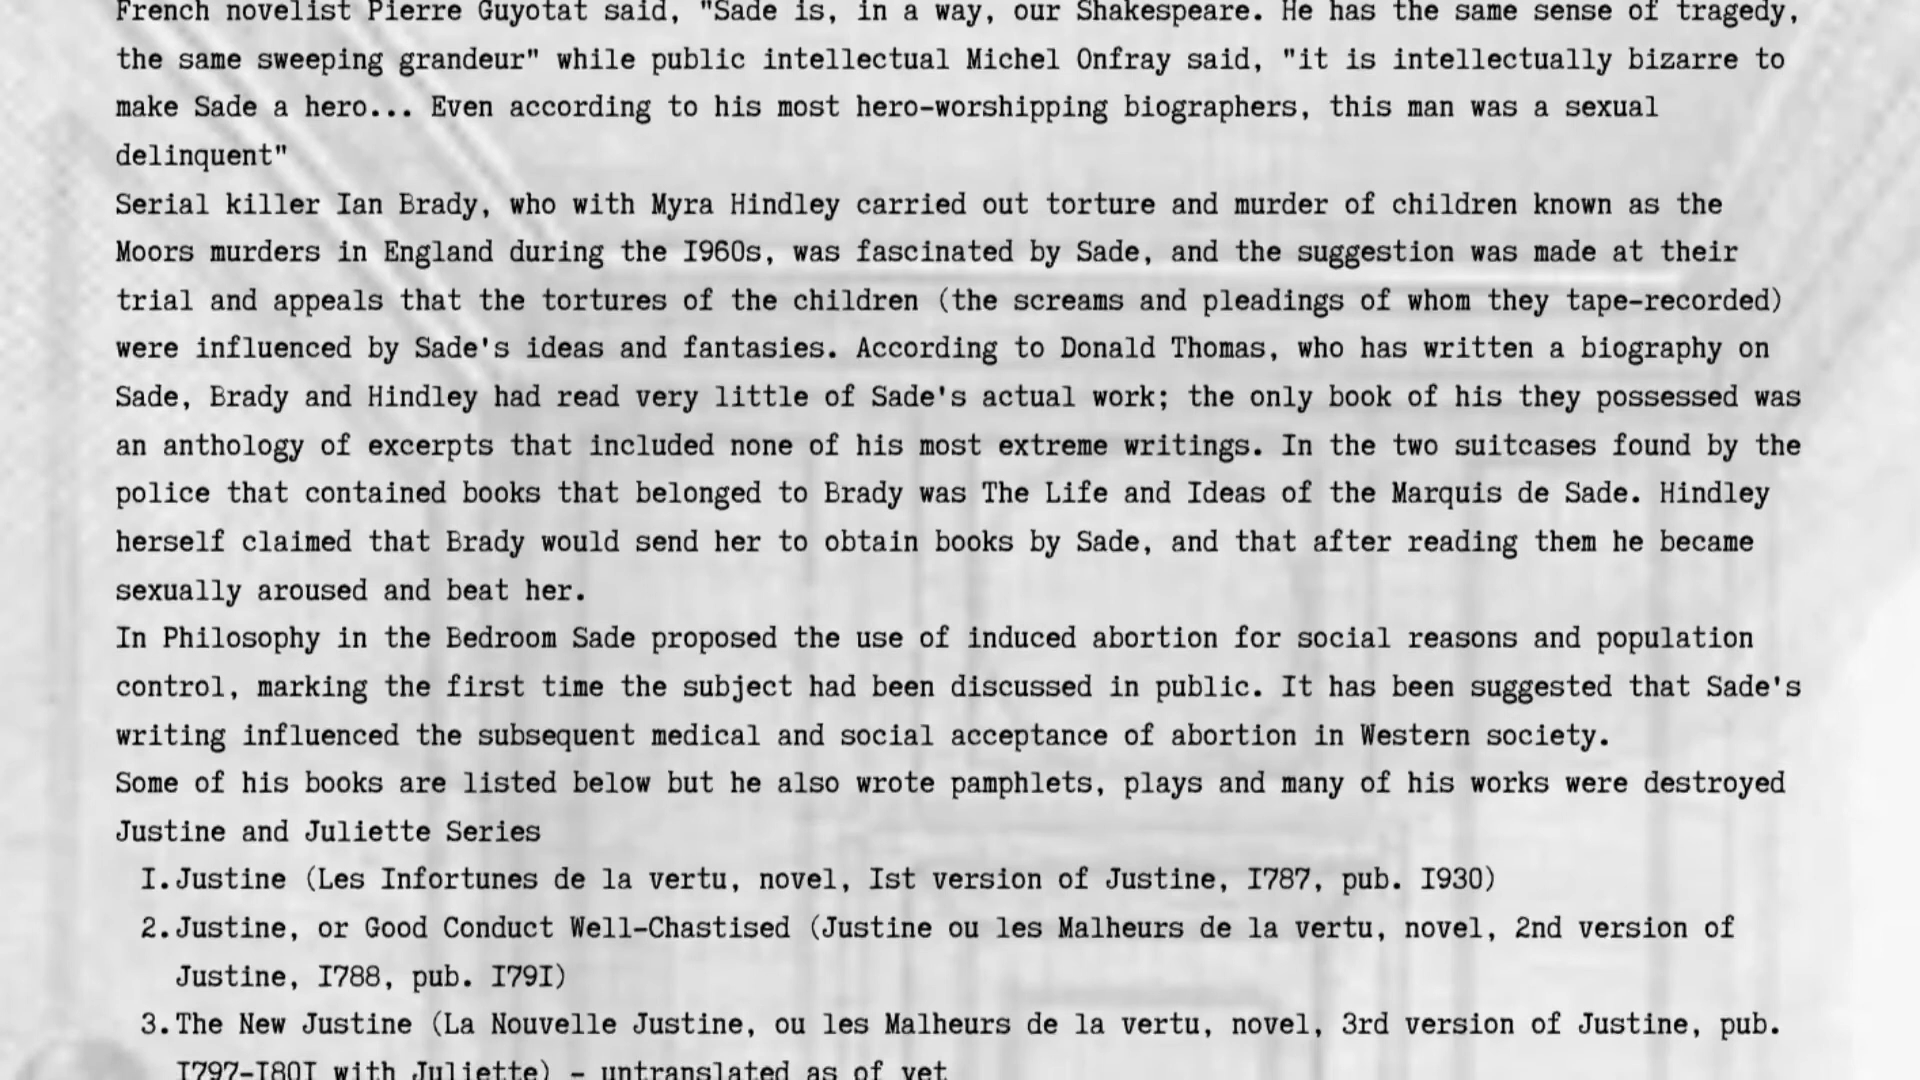 French novelist Pierre Guyotat said, "Sade is, in a way, our Shakespeare. He has the same sense of tragedy,
the same sweeping grandeur" while public intellectual Michel Onfray said, "it is intellectually bizarre to
make Sade a hero... Even according to his most hero-worshipping biographers, this man was a sexual
delinquent"
Serial killer Ian Brady, who with Myra Hindley carried out torture and murder of children known as the
Moors murders in England during the I960s, was fascinated by Sade, and the suggestion was made at their
trial and appeals that the tortures of the children (the screams and pleadings of whom they tape-recorded)
were influenced by Sade's ideas and fantasies. According to Donald Thomas, who has written a biography on
Sade, Brady and Hindley had read very little of Sade's actual work; the only book of his they possessed was
an anthology of excerpts that included none of his most extreme writings. In the two suitcases found by the
police that contained books that belonged to Brady was The Life and Ideas of the Marquis de Sade. Hindley
herself claimed that Brady would send her to obtain books by Sade, and that after reading them he became
sexually aroused and beat her.
In Philosophy in the Bedroom Sade proposed the use of induced abortion for social reasons and population
control, marking the first time the subject had been discussed in public. It has been suggested that Sade's
writing influenced the subsequent medical and social acceptance of abortion in Western society.
Some of his books are listed below but he also wrote pamphlets, plays and many of his works were destroyed
Justine and Juliette Series
I. Justine (Les Infortunes de la vertu, novel, Ist version of Justine, I787, pub. I930)
2. Justine, or Good Conduct Well-Chastised (Justine ou les Malheurs de la vertu, novel, 2nd version of
Justine, I788, pub. I79I)
3. The New Justine (La Nouvelle Justine, ou les Malheurs de la vertu, novel, 3rd version of Justine, pub.
I797-I80I with Juliette) - untranslated as of yet